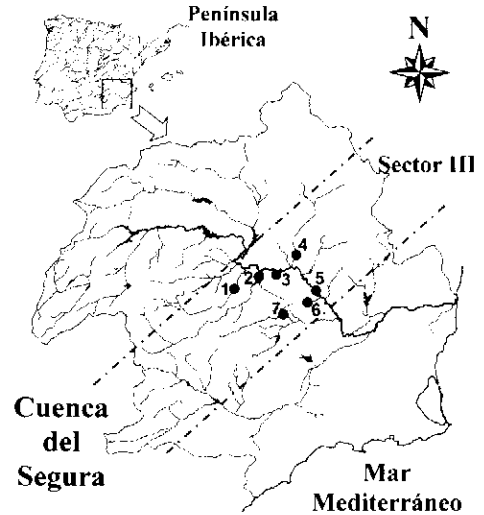 Península
Ibérica
N
Sector III
4
2
3
1
5
6
7
Cuenca
del
Segura
Mar
Mediterráneo